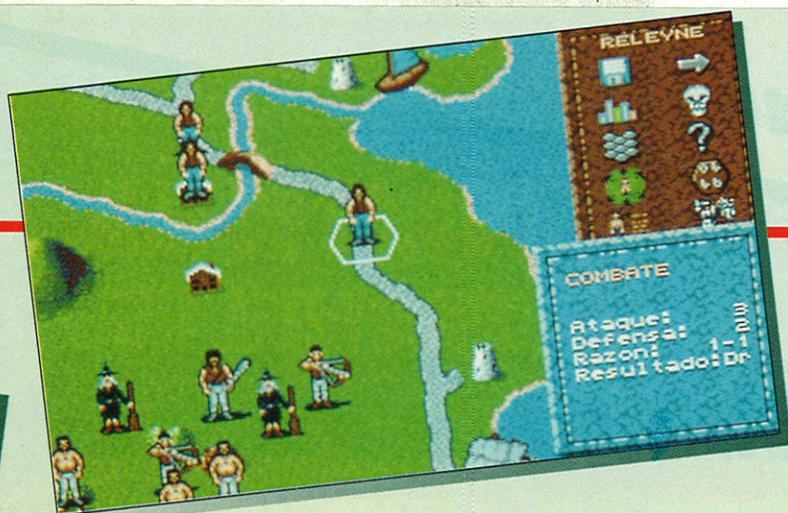 RELEYNE
COMBATE
Ataque: 3
Defensa: 2
Razon: 1-1
Resultado:Dr